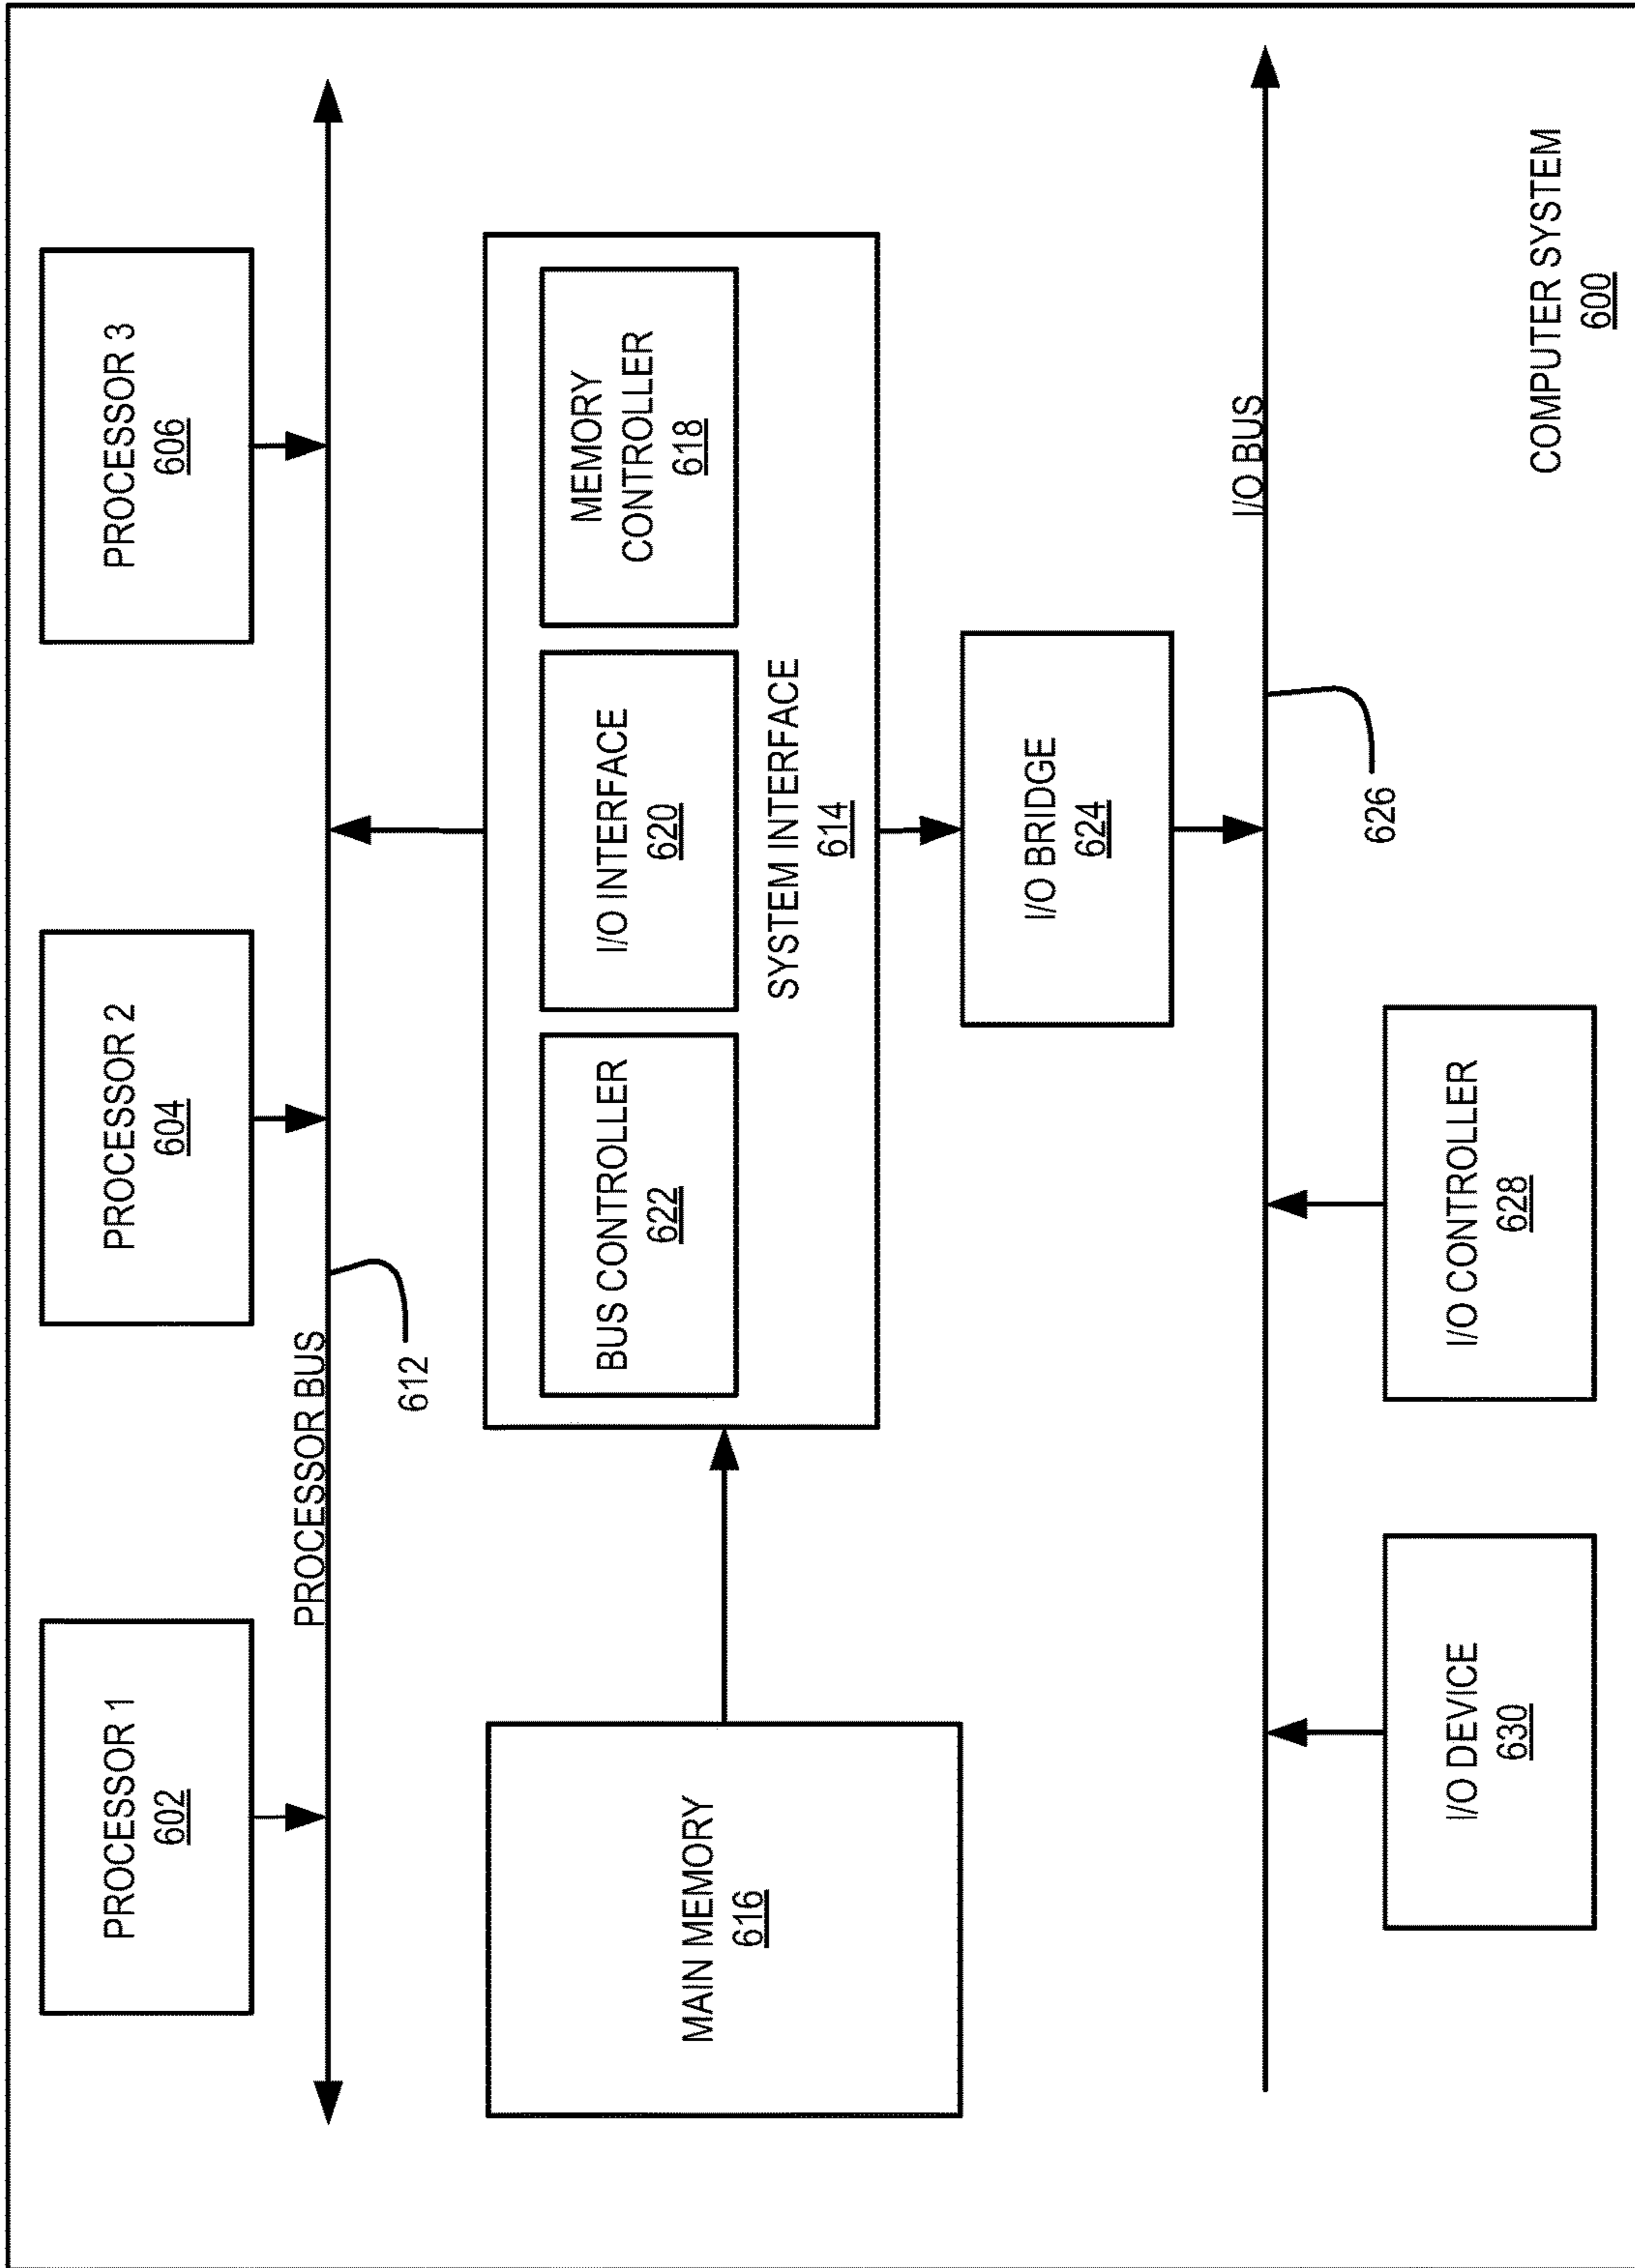 PROCESSOR 1
602
PROCESSOR 2
604
PROCESSOR 3
606
PROCESSOR BUS
612
MAIN MEMORY
616
BUS CONTROLLER
622
I/O INTERFACE
620
MEMORY
CONTROLLER
618
SYSTEM INTERFACE
614
I/O BRIDGE
624
I/O BUS
626
I/O DEVICE
630
I/O CONTROLLER
628
COMPUTER SYSTEM
600